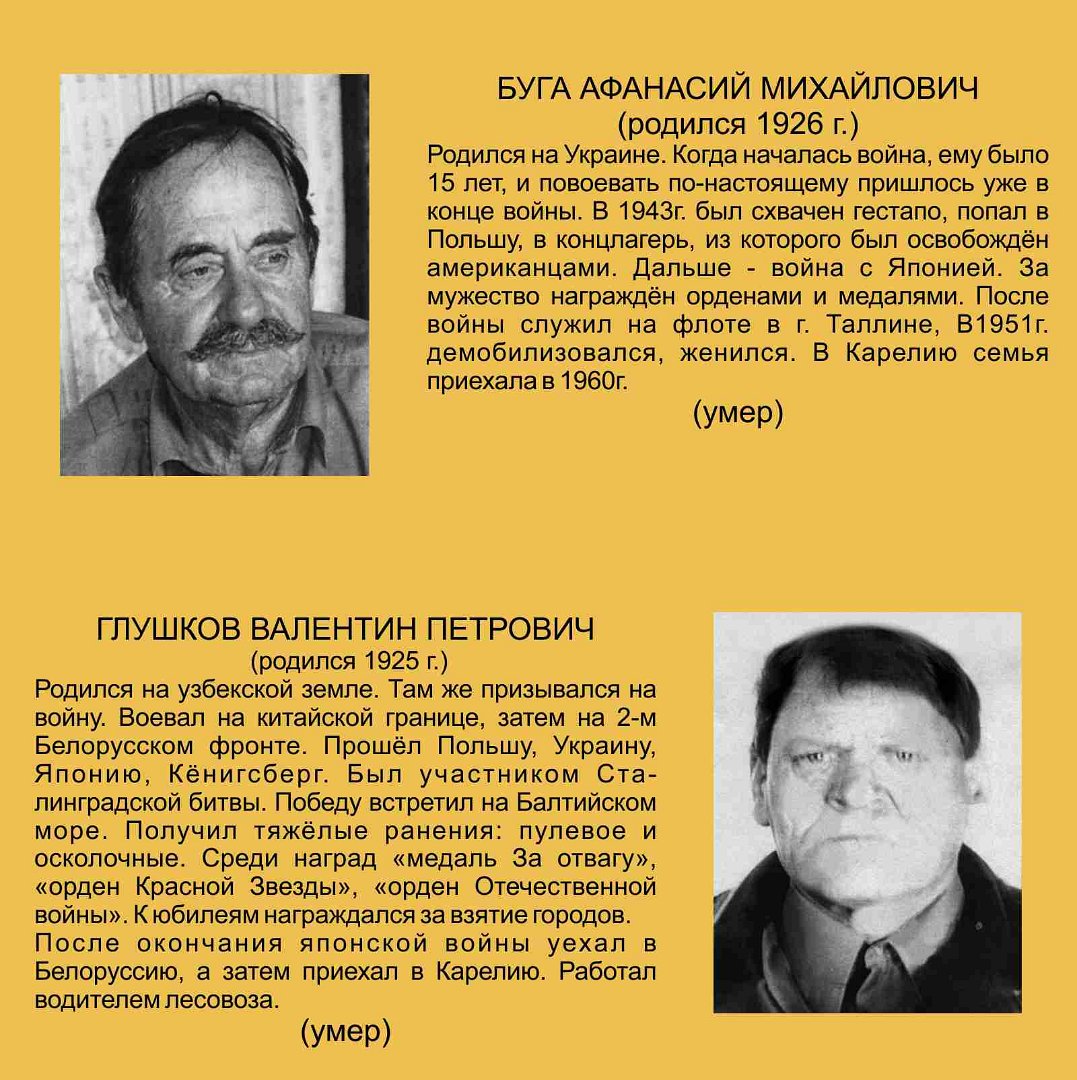 БУГА АФАНАСИЙ МИХАЙЛОВИЧ
(родился 1926 г.)
Родился на Украине. Когда началась война, ему было
15 лет, и повоевать по-настоящему пришлось уже в
конце войны. В 1943г. был схвачен гестапо, попал в
Польшу, в концлагерь, из которого был освобождён
американцами. Дальше - война с Японией. За
мужество награждён орденами и медалями. После
войны служил на флоте в г. Таллине, В1951г.
демобилизовался, женился. В Карелию семья
приехала в 1960г.
(умер)
ГЛУШКОВ ВАЛЕНТИН ПЕТРОВИЧ
(родился 1925 г.)
Родился на узбекской земле. Там же призывался на
войну. Воевал на китайской границе, затем на 2-м
Белорусском фронте. Прошёл Польшу, Украину,
Японию, Кёнигсберг. Был участником Ста-
линградской битвы. Победу встретил на Балтийском
море. Получил тяжёлые ранения: пулевое и
осколочные. Среди наград «медаль За отвагу»,
«орден Красной Звезды», «орден Отечественной
войны». К юбилеям награждался за взятие городов.
После окончания японской войны уехал в
Белоруссию, а затем приехал в Карелию. Работал
водителем лесовоза.
(умер)